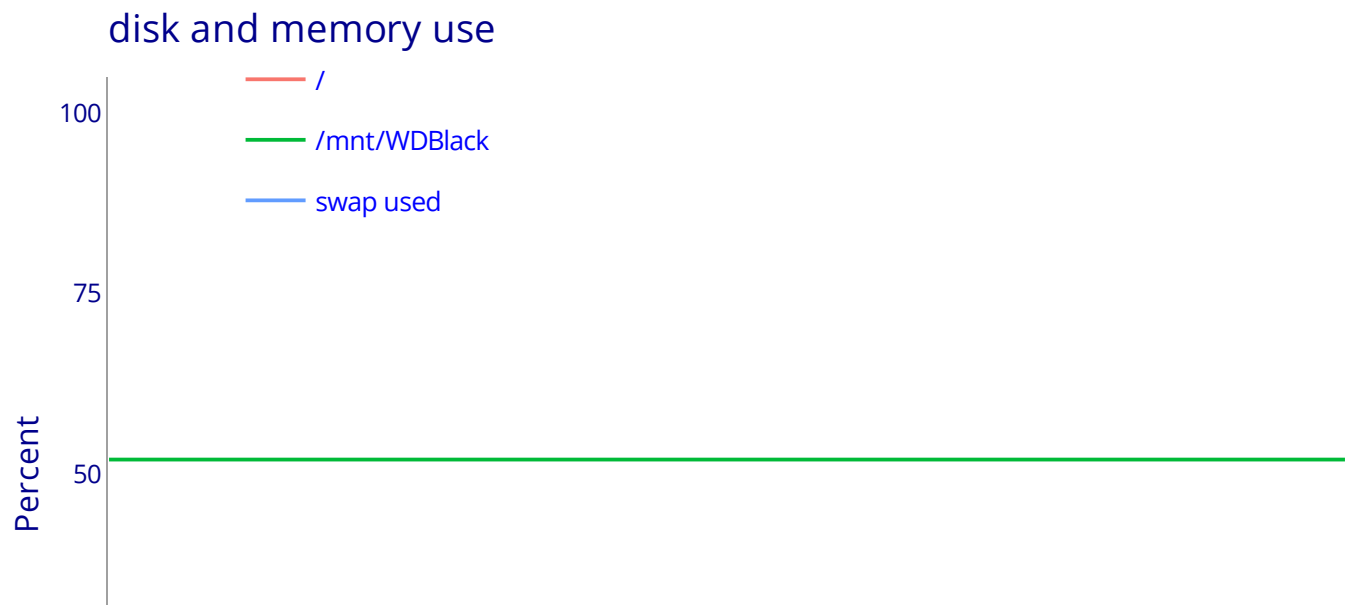 disk and memory use
/
100
/mnt/WDBlack
swap used
75
50
Percent